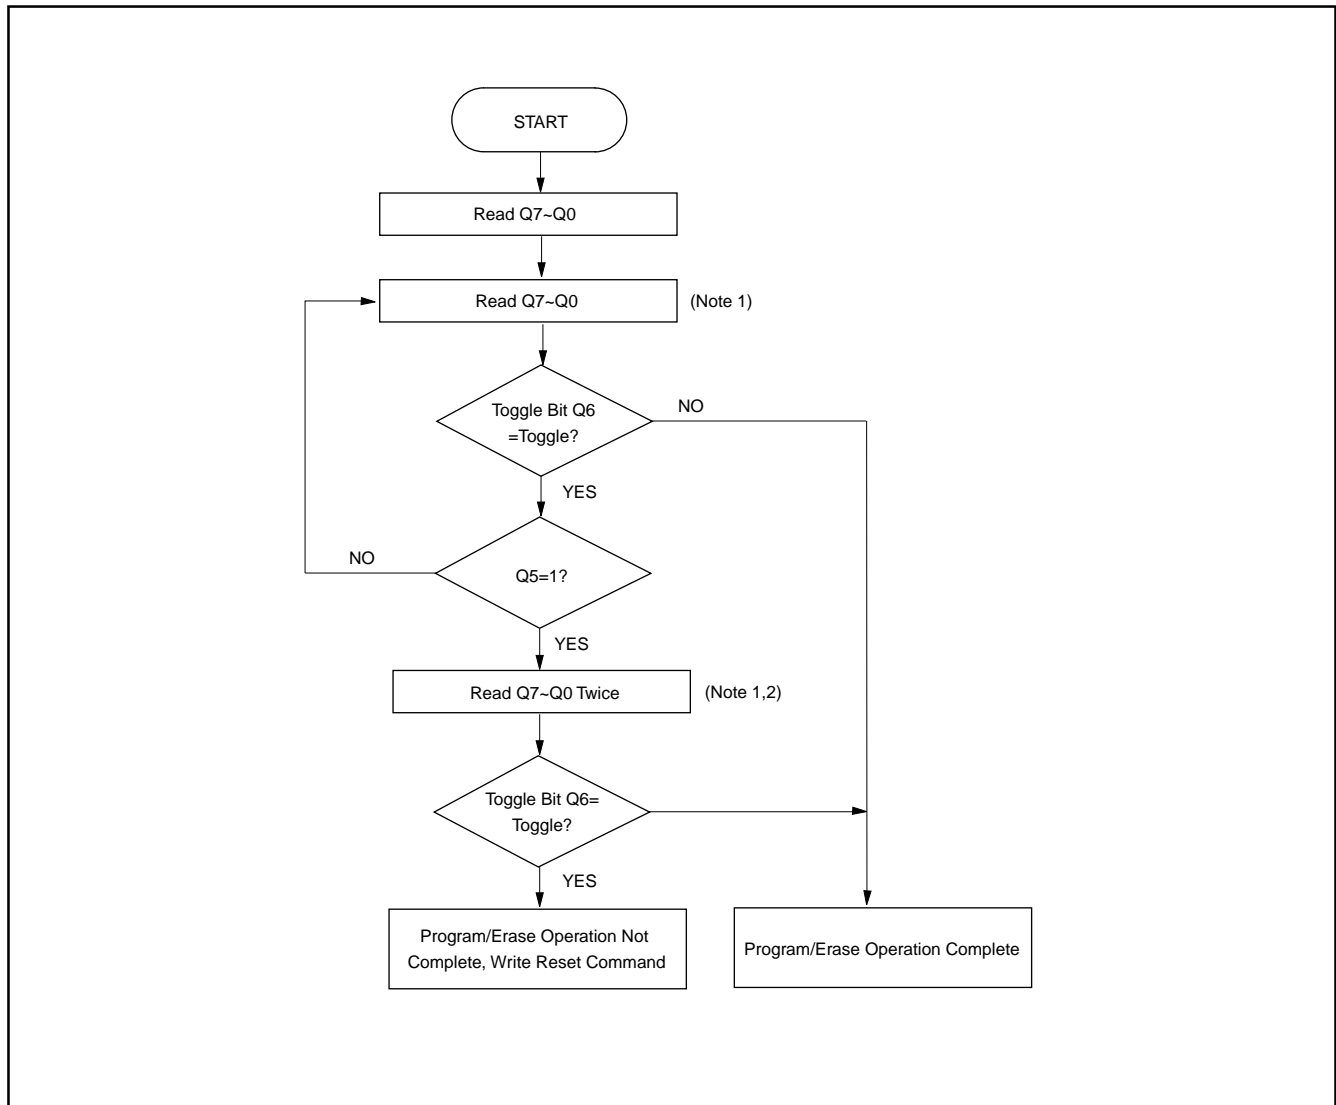 START
Read Q7~Q0
Read Q7~Q0
(Note 1)
Toggle Bit Q6
=Toggle?
NO
YES
NO
Q5=1?
YES
Read Q7~Q0 Twice
(Note 1,2)
Toggle Bit Q6=
Toggle?
YES
Program/Erase Operation Not
Complete, Write Reset Command
Program/Erase Operation Complete